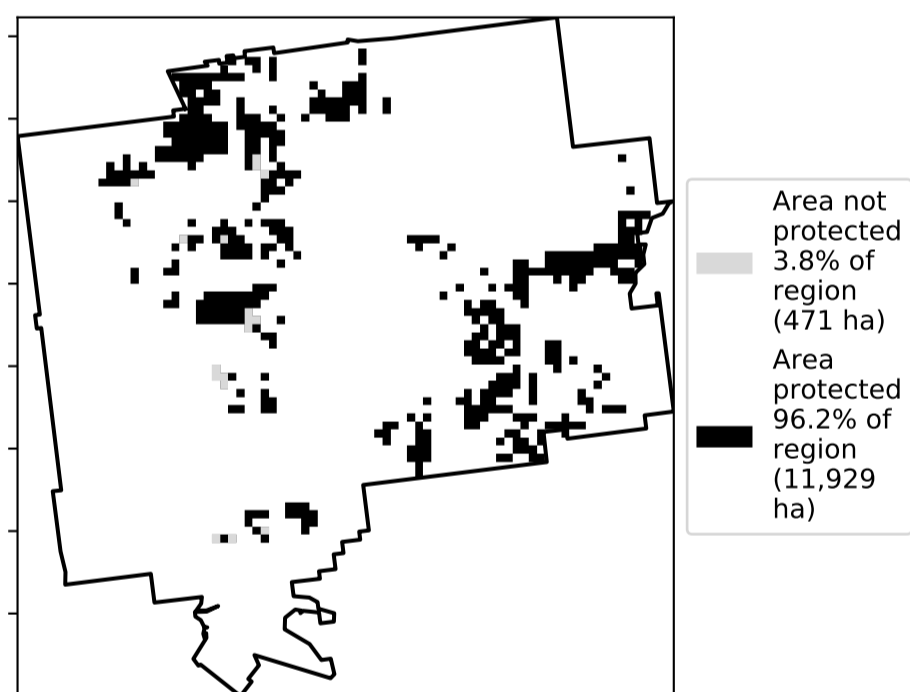 Area not
protected
3.8% of
region
(471 ha)
Area
protected
96.2% of
region
(11,929
ha)